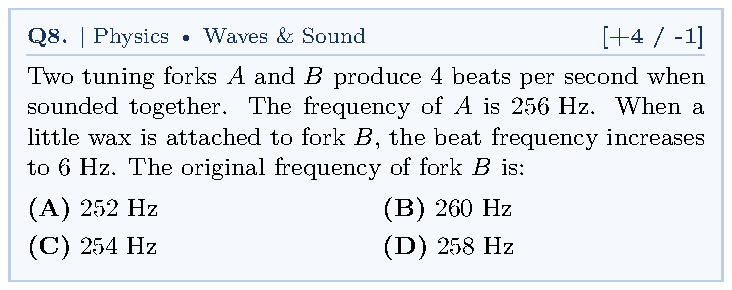 Q8. | Physics • Waves & Sound [+4 / -1]
Two tuning forks A and B produce 4 beats per second when
sounded together. The frequency of A is 256 Hz. When a
little wax is attached to fork B, the beat frequency increases
to 6 Hz. The original frequency of fork B is:
(A) 252 Hz (B) 260 Hz
(C) 254 Hz (D) 258 Hz